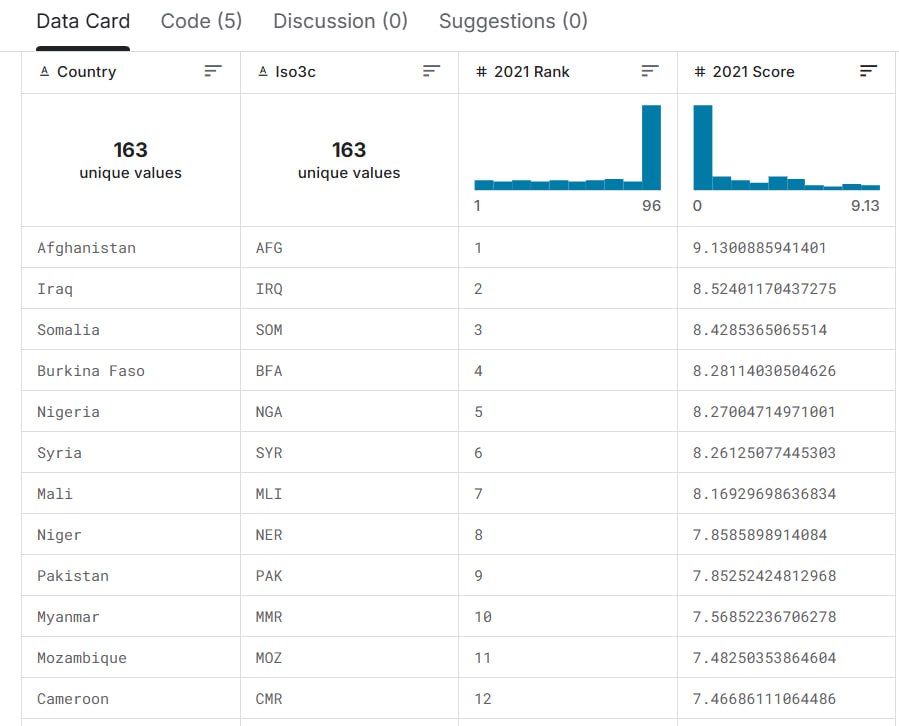 Data Card Code (5) Discussion (0) Suggestions (0)
Country Iso3c # 2021 Rank # 2021 Score
163 163
unique values unique values
1 96 0 9.13
Afghanistan AFG 1 9.1300885941401
Iraq IRQ 2 8.52401170437275
Somalia SOM 3 8.4285365065514
Burkina Faso BFA 4 8.28114030504626
Nigeria NGA 5 8.27004714971001
Syria SYR 6 8.26125077445303
Mali MLI 7 8.16929698636834
Niger NER 8 7.8585898914084
Pakistan PAK 9 7.85252424812968
Myanmar MMR 10 7.56852236706278
Mozambique MOZ 11 7.48250353864604
Cameroon CMR 12 7.46686111064486